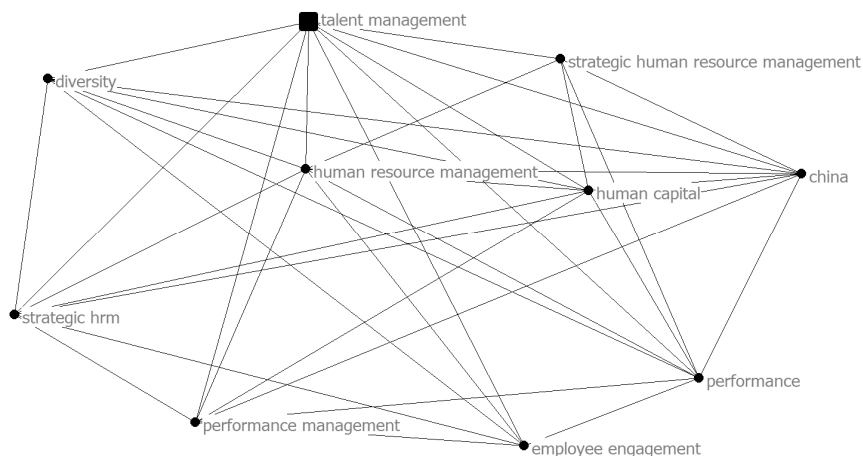 talent management
strategic human resource management
diversity
human resource management
china
human capital
strategic hrm
performance
performance management
employee engagement